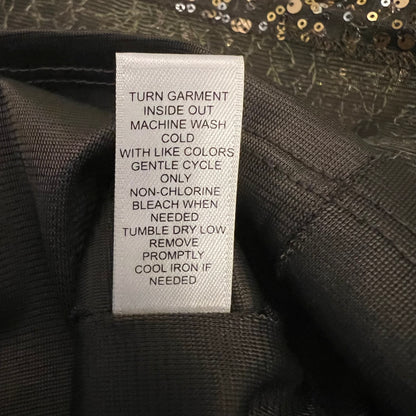 TURN GARMENT
INSIDE OUT
MACHINE WASH
COLD
WITH LIKE COLORS
GENTLE CYCLE
ONLY
NON-CHLORINE
BLEACH WHEN
NEEDED
TUMBLE DRY LOW
REMOVE
PROMPTLY
COOL IRON IF
NEEDED